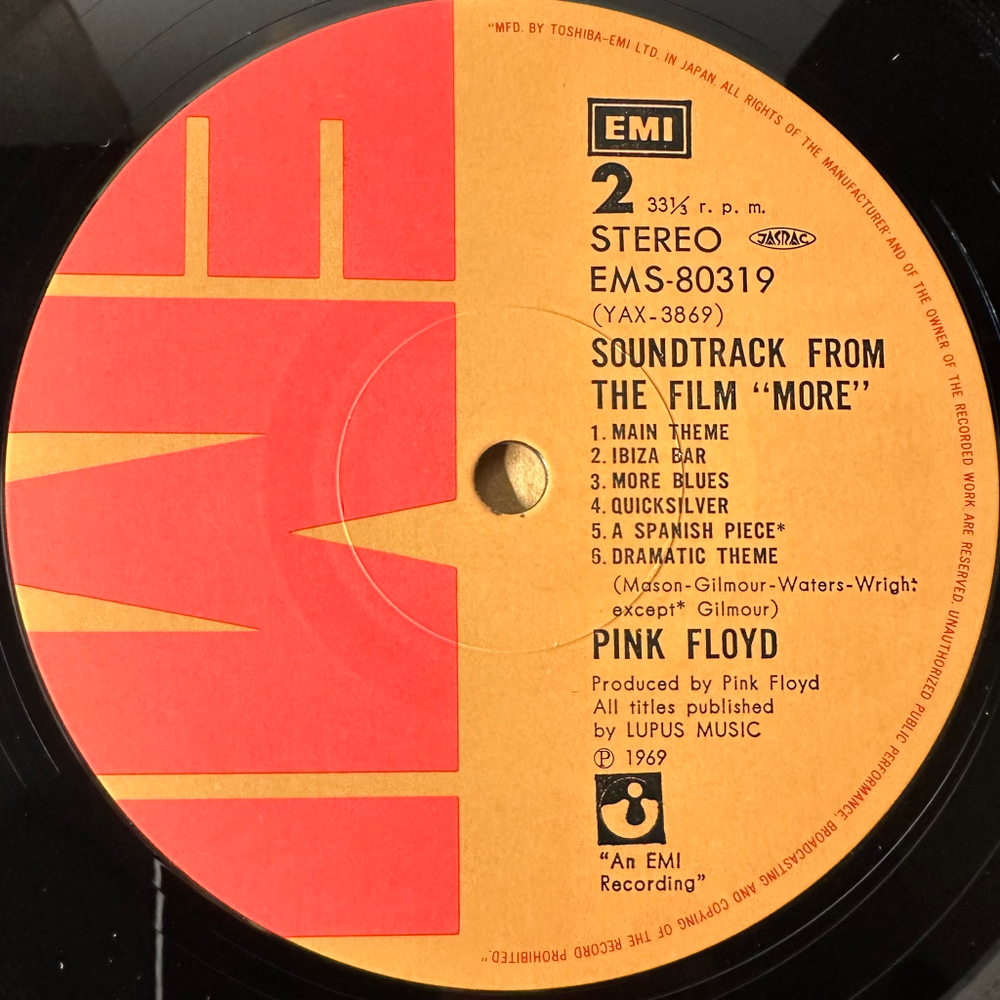 "MFD. BY TOSHIBA-EMI LTD. IN JAPAN. ALL RIGHTS OF THE MANUFACTURER AND OF THE OWNER OF THE RECORDED WORK ARE RESERVED. UNAUTHORIZED PUBLIC PERFORMANCE, BROADCASTING AND COPYING OF THE RECORD PROHIBITED."
EMI
EMI
2 33⅓ r. p. m.
STEREO JASRAC
EMS-80319
(YAX-3869)
SOUNDTRACK FROM
THE FILM "MORE"
1. MAIN THEME
2. IBIZA BAR
3. MORE BLUES
4. QUICKSILVER
5. A SPANISH PIECE*
6. DRAMATIC THEME
(Mason-Gilmour-Waters-Wright
except* Gilmour)
PINK FLOYD
Produced by Pink Floyd
All titles published
by LUPUS MUSIC
℗ 1969
"An EMI
Recording"